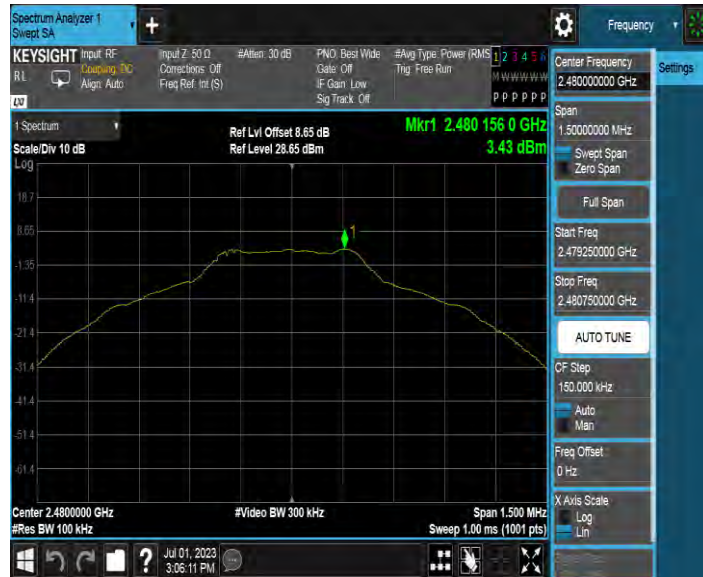 Spectrum Analyzer 1
Swept SA
Frequency
KEYSIGHT
RL
Input: RF
Coupling: DC
Align: Auto
Input Z: 50 Ω
Corrections: Off
Freq Ref: Int (S)
#Atten: 30 dB
PNO: Best Wide
Gate: Off
IF Gain: Low
Sig Track: Off
#Avg Type: Power (RMS
Trig: Free Run
1 2 3 4 5 6
M W W W W W
P P P P P P
Center Frequency
2.480000000 GHz
Settings
Span
1.50000000 MHz
Swept Span
Zero Span
Full Span
Start Freq
2.479250000 GHz
Stop Freq
2.480750000 GHz
AUTO TUNE
CF Step
150.000 kHz
Auto
Man
Freq Offset
0 Hz
X Axis Scale
Log
Lin
1 Spectrum
Scale/Div 10 dB
Log
Ref Lvl Offset 8.65 dB
Ref Level 28.65 dBm
Mkr1 2.480 156 0 GHz
3.43 dBm
18.7
8.65
-1.35
-11.4
-21.4
-31.4
-41.4
-51.4
-61.4
1
Center 2.4800000 GHz
#Res BW 100 kHz
#Video BW 300 kHz
Span 1.500 MHz
Sweep 1.00 ms (1001 pts)
?
Jul 01, 2023
3:06:11 PM